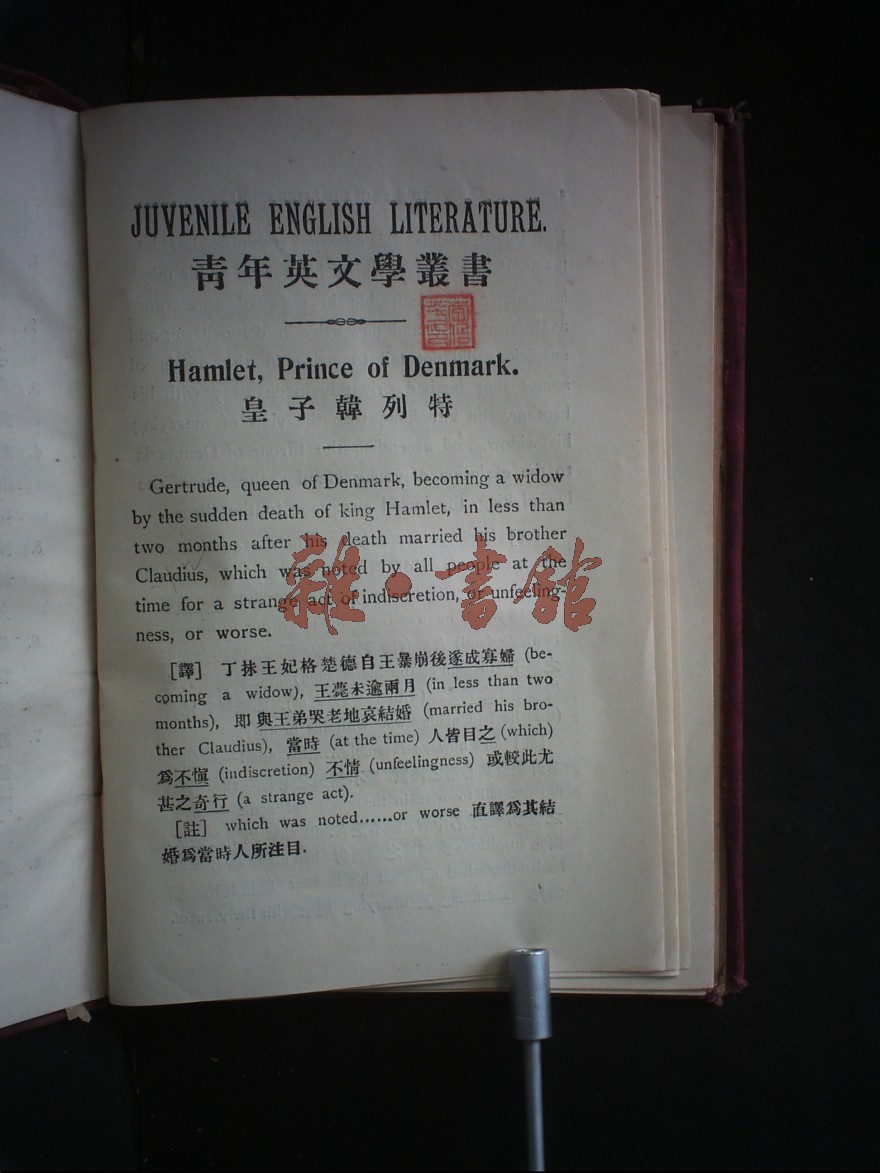 JUVENILE ENGLISH LITERATURE.
靑年英文學叢書
Hamlet, Prince of Denmark.
皇子韓列特
Gertrude, queen of Denmark, becoming a widow
by the sudden death of king Hamlet, in less than
two months after his death married his brother
Claudius, which was noted by all people at the
time for a strange act of indiscretion, or unfeeling-
ness, or worse.
[譯] 丁抹王妃格楚德自王暴崩後遂成寡婦 (be-
coming a widow), 王薨未逾兩月 (in less than two
months), 即與王弟哭老地哀結婚 (married his bro-
ther Claudius), 當時 (at the time) 人皆目之 (which)
爲不愼 (indiscretion) 不情 (unfeelingness) 或較此尤
甚之奇行 (a strange act).
[註] which was noted......or worse 直譯爲其結
婚爲當時人所注目.
雜·書館